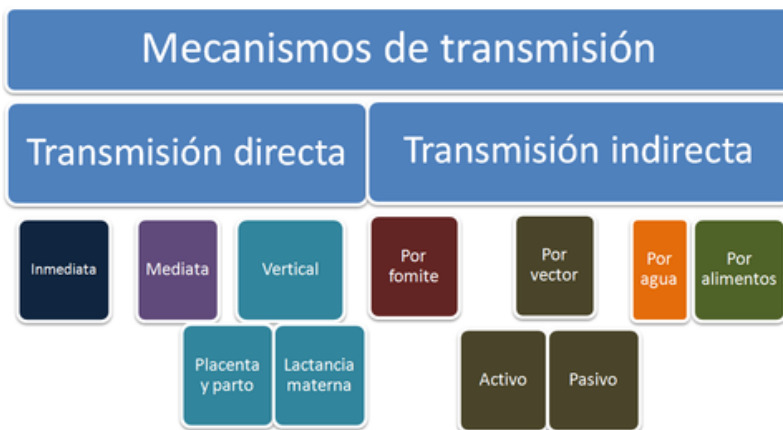 Mecanismos de transmisión
Transmisión directa
Transmisión indirecta
Inmediata
Mediata
Vertical
Por
fomite
Por
vector
Por
agua
Por
alimentos
Placenta
y parto
Lactancia
materna
Activo
Pasivo